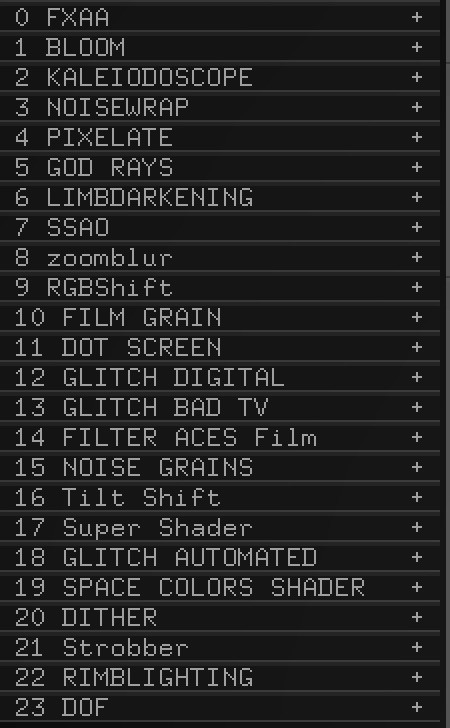 0 FXAA +
1 BLOOM +
2 KALEIODOSCOPE +
3 NOISEWRAP +
4 PIXELATE +
5 GOD RAYS +
6 LIMBDARKENING +
7 SSAO +
8 zoomblur +
9 RGBShift +
10 FILM GRAIN +
11 DOT SCREEN +
12 GLITCH DIGITAL +
13 GLITCH BAD TV +
14 FILTER ACES Film +
15 NOISE GRAINS +
16 Tilt Shift +
17 Super Shader +
18 GLITCH AUTOMATED +
19 SPACE COLORS SHADER +
20 DITHER +
21 Strobber +
22 RIMBLIGHTING +
23 DOF +